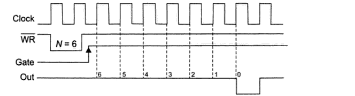 Clock
WR
N = 6
Gate
Out
6 5 4 3 2 1 0